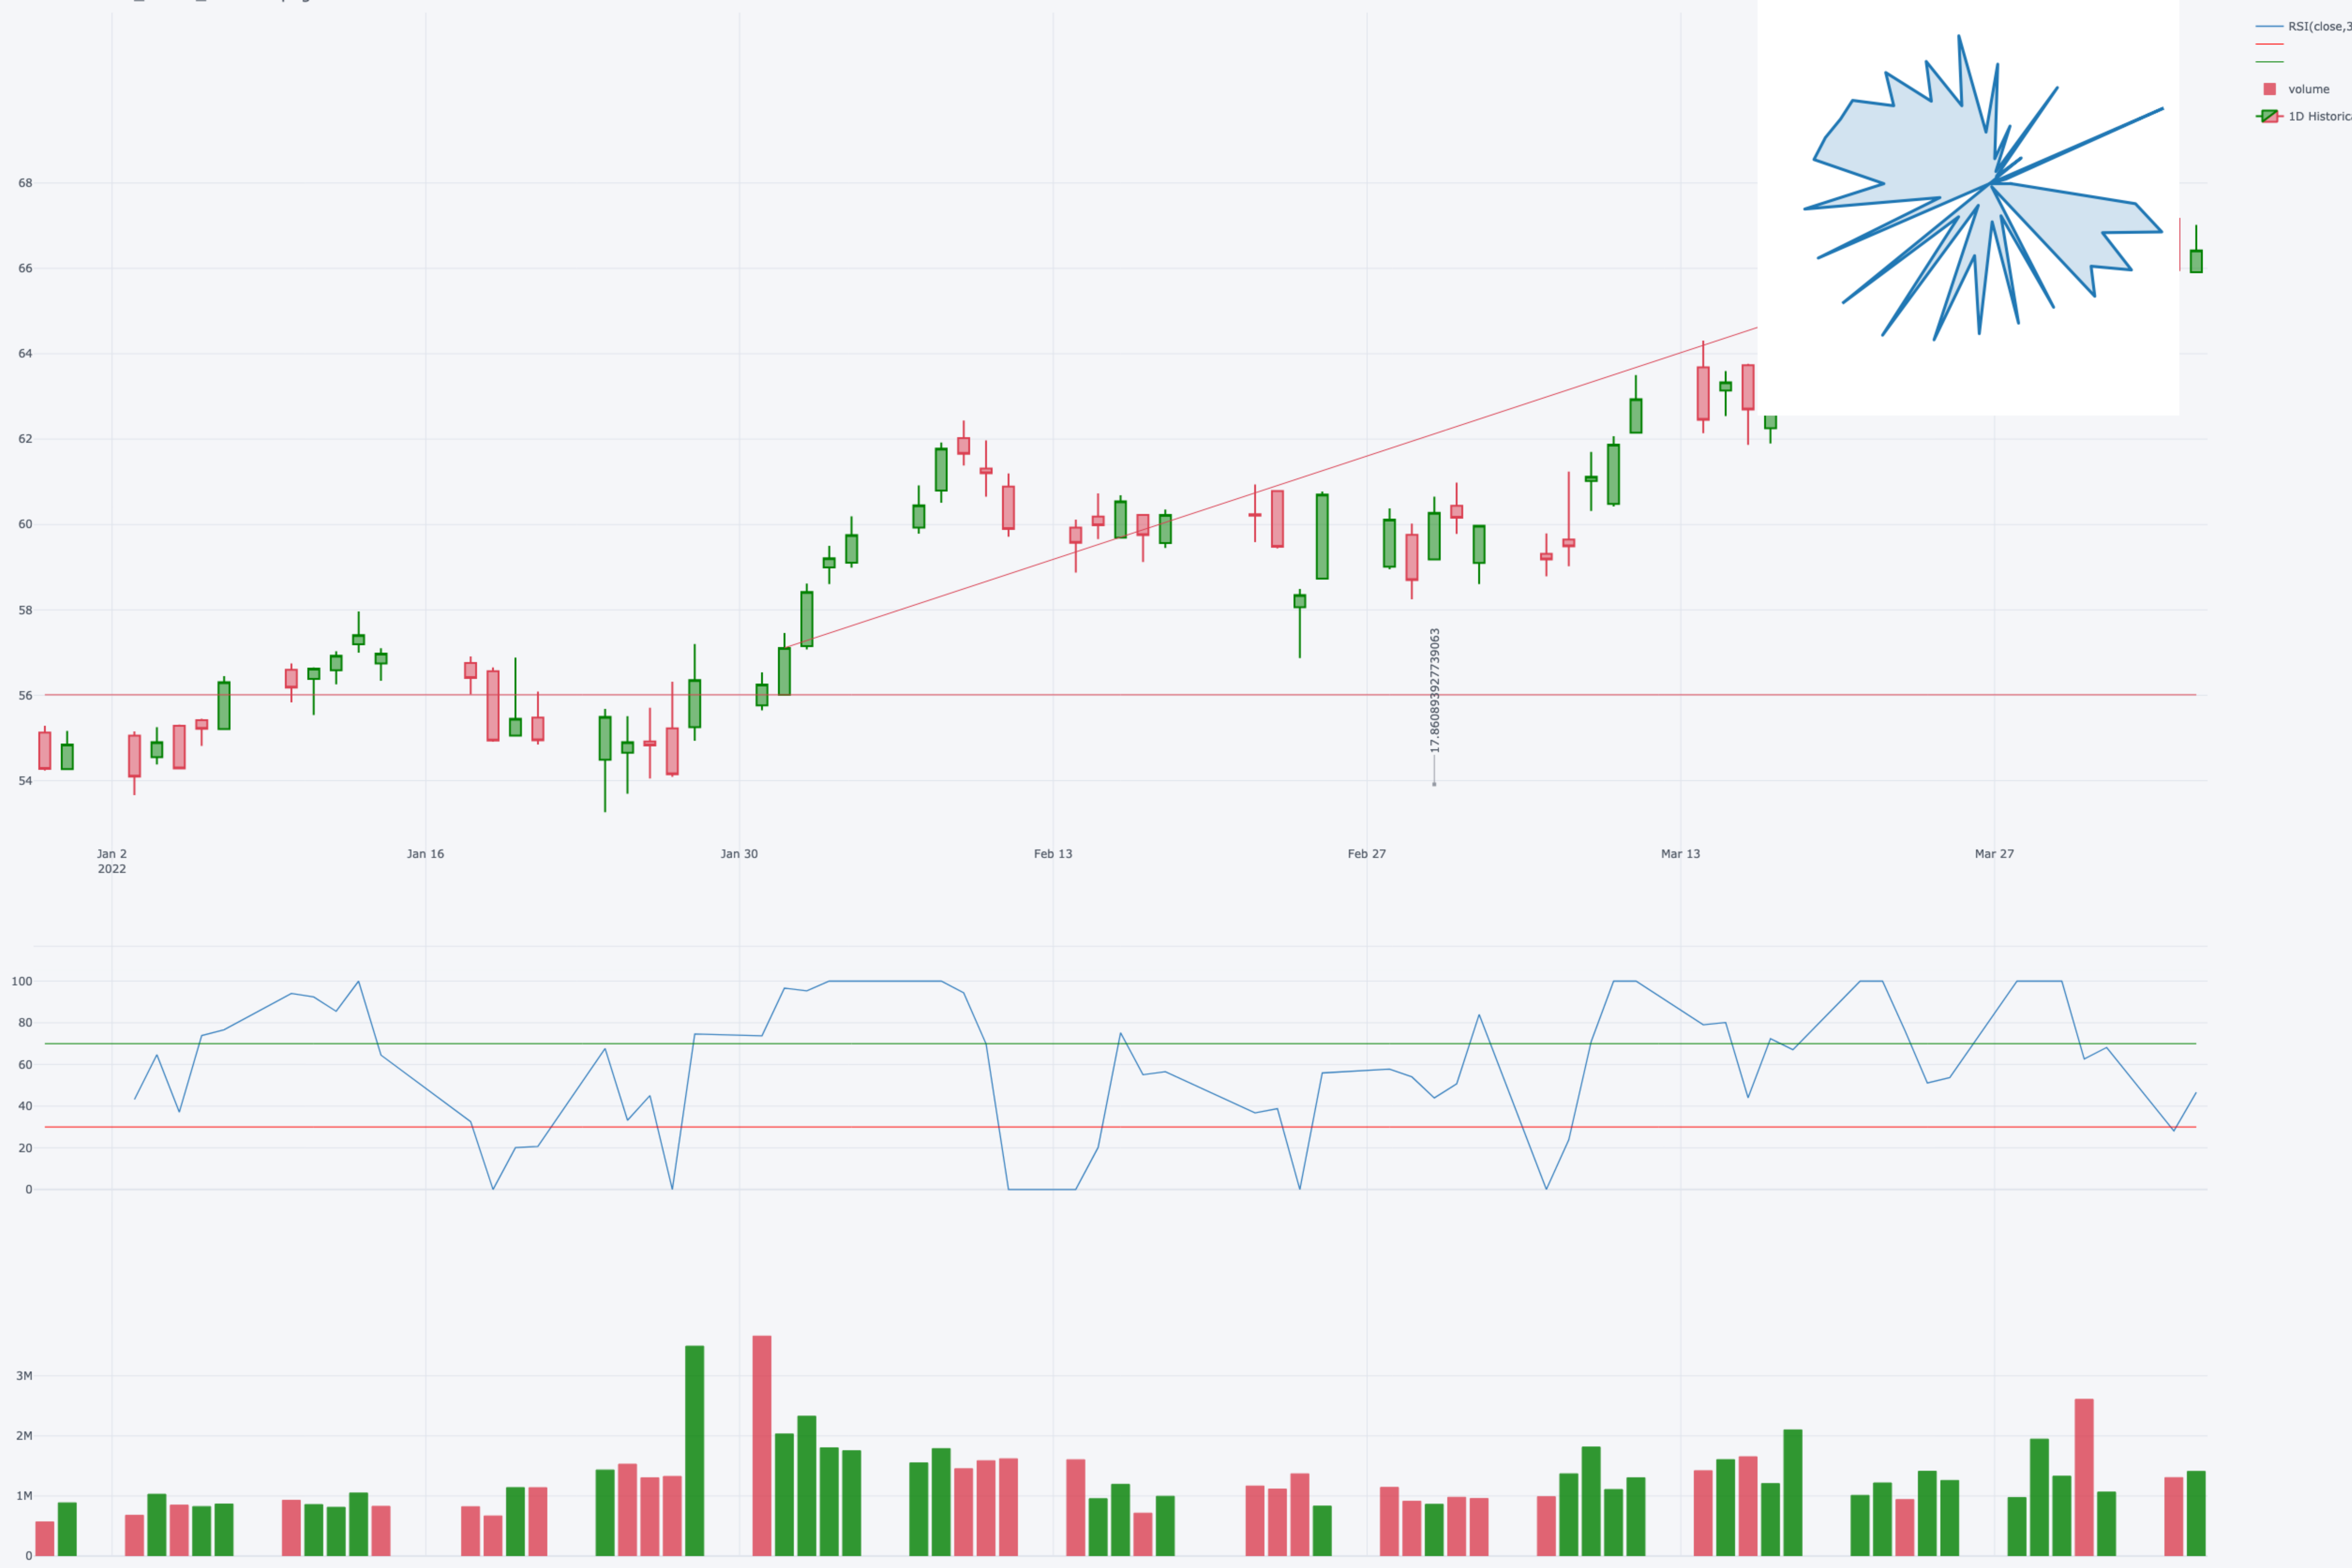 RSI(close,3
volume
1D Historic
68
66
64
62
60
58
56
54
17.86089393927739063
Jan 2
2022
Jan 16
Jan 30
Feb 13
Feb 27
Mar 13
Mar 27
100
80
60
40
20
0
3M
2M
1M
0